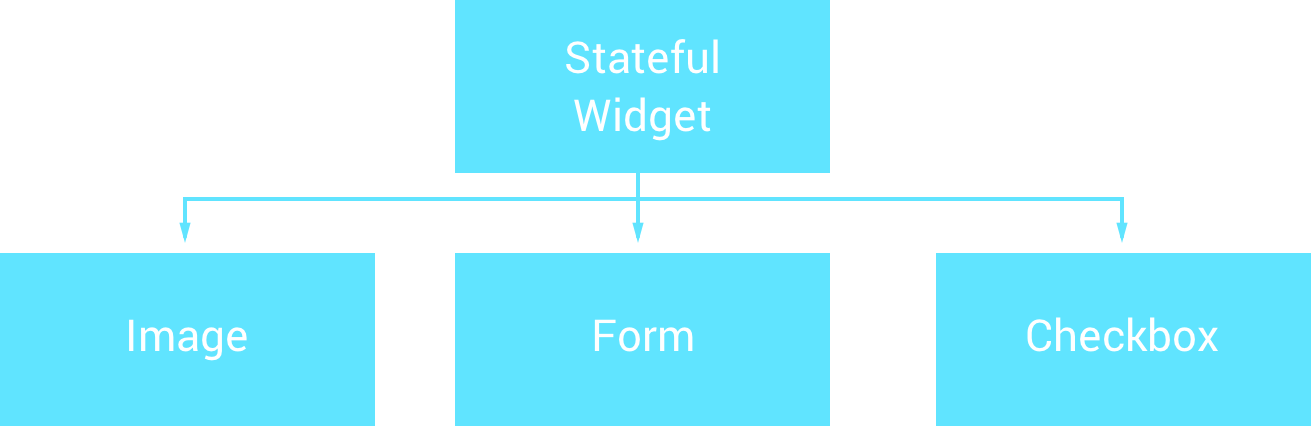 Stateful
Widget
Image
Form
Checkbox